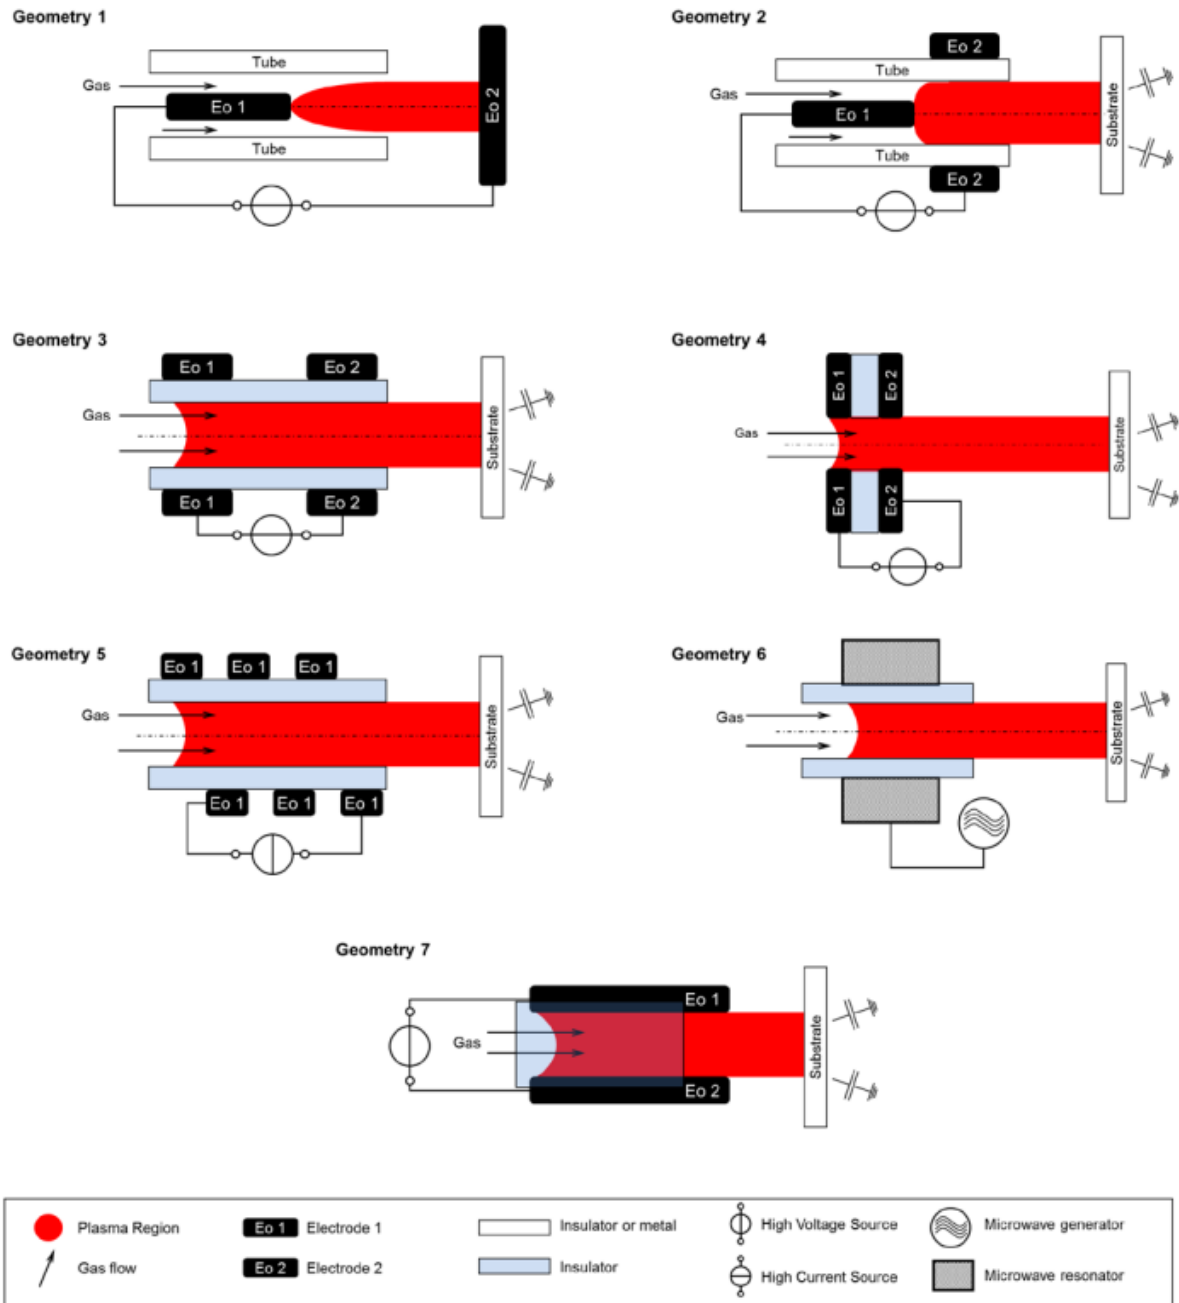 Geometry 1
Tube
Gas
Eo 1
Eo 2
Tube
Geometry 2
Eo 2
Tube
Gas
Eo 1
Substrate
Tube
Eo 2
Geometry 3
Eo 1 Eo 2
Gas
Substrate
Eo 1 Eo 2
Geometry 4
Eo 1 Eo 2
Gas
Substrate
Eo 1 Eo 2
Geometry 5
Eo 1 Eo 1 Eo 1
Gas
Substrate
Eo 1 Eo 1 Eo 1
Geometry 6
Gas
Substrate
Geometry 7
Eo 1
Gas
Substrate
Eo 2
Plasma Region Eo 1 Electrode 1 Insulator or metal High Voltage Source Microwave generator
Gas flow Eo 2 Electrode 2 Insulator High Current Source Microwave resonator